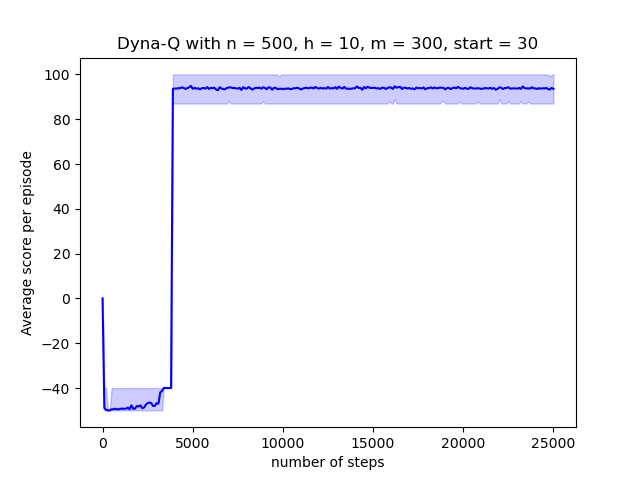 Dyna-Q with n = 500, h = 10, m = 300, start = 30
Average score per episode
100
80
60
40
20
0
−20
−40
0 5000 10000 15000 20000 25000
number of steps